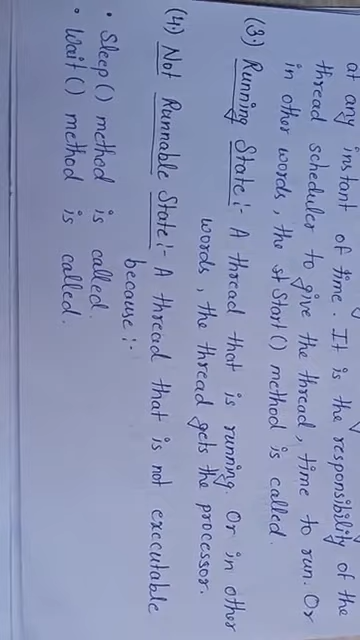 at any instant of time. It is the responsibility of the
thread scheduler to give the thread, time to run. Or
in other words, the st Start() method is called.
(3.) Running State:- A thread that is running. Or in other
words, the thread gets the processor.
(4.) Not Runnable State:- A thread that is not executable
because:-
• Sleep() method is called.
• Wait() method is called.